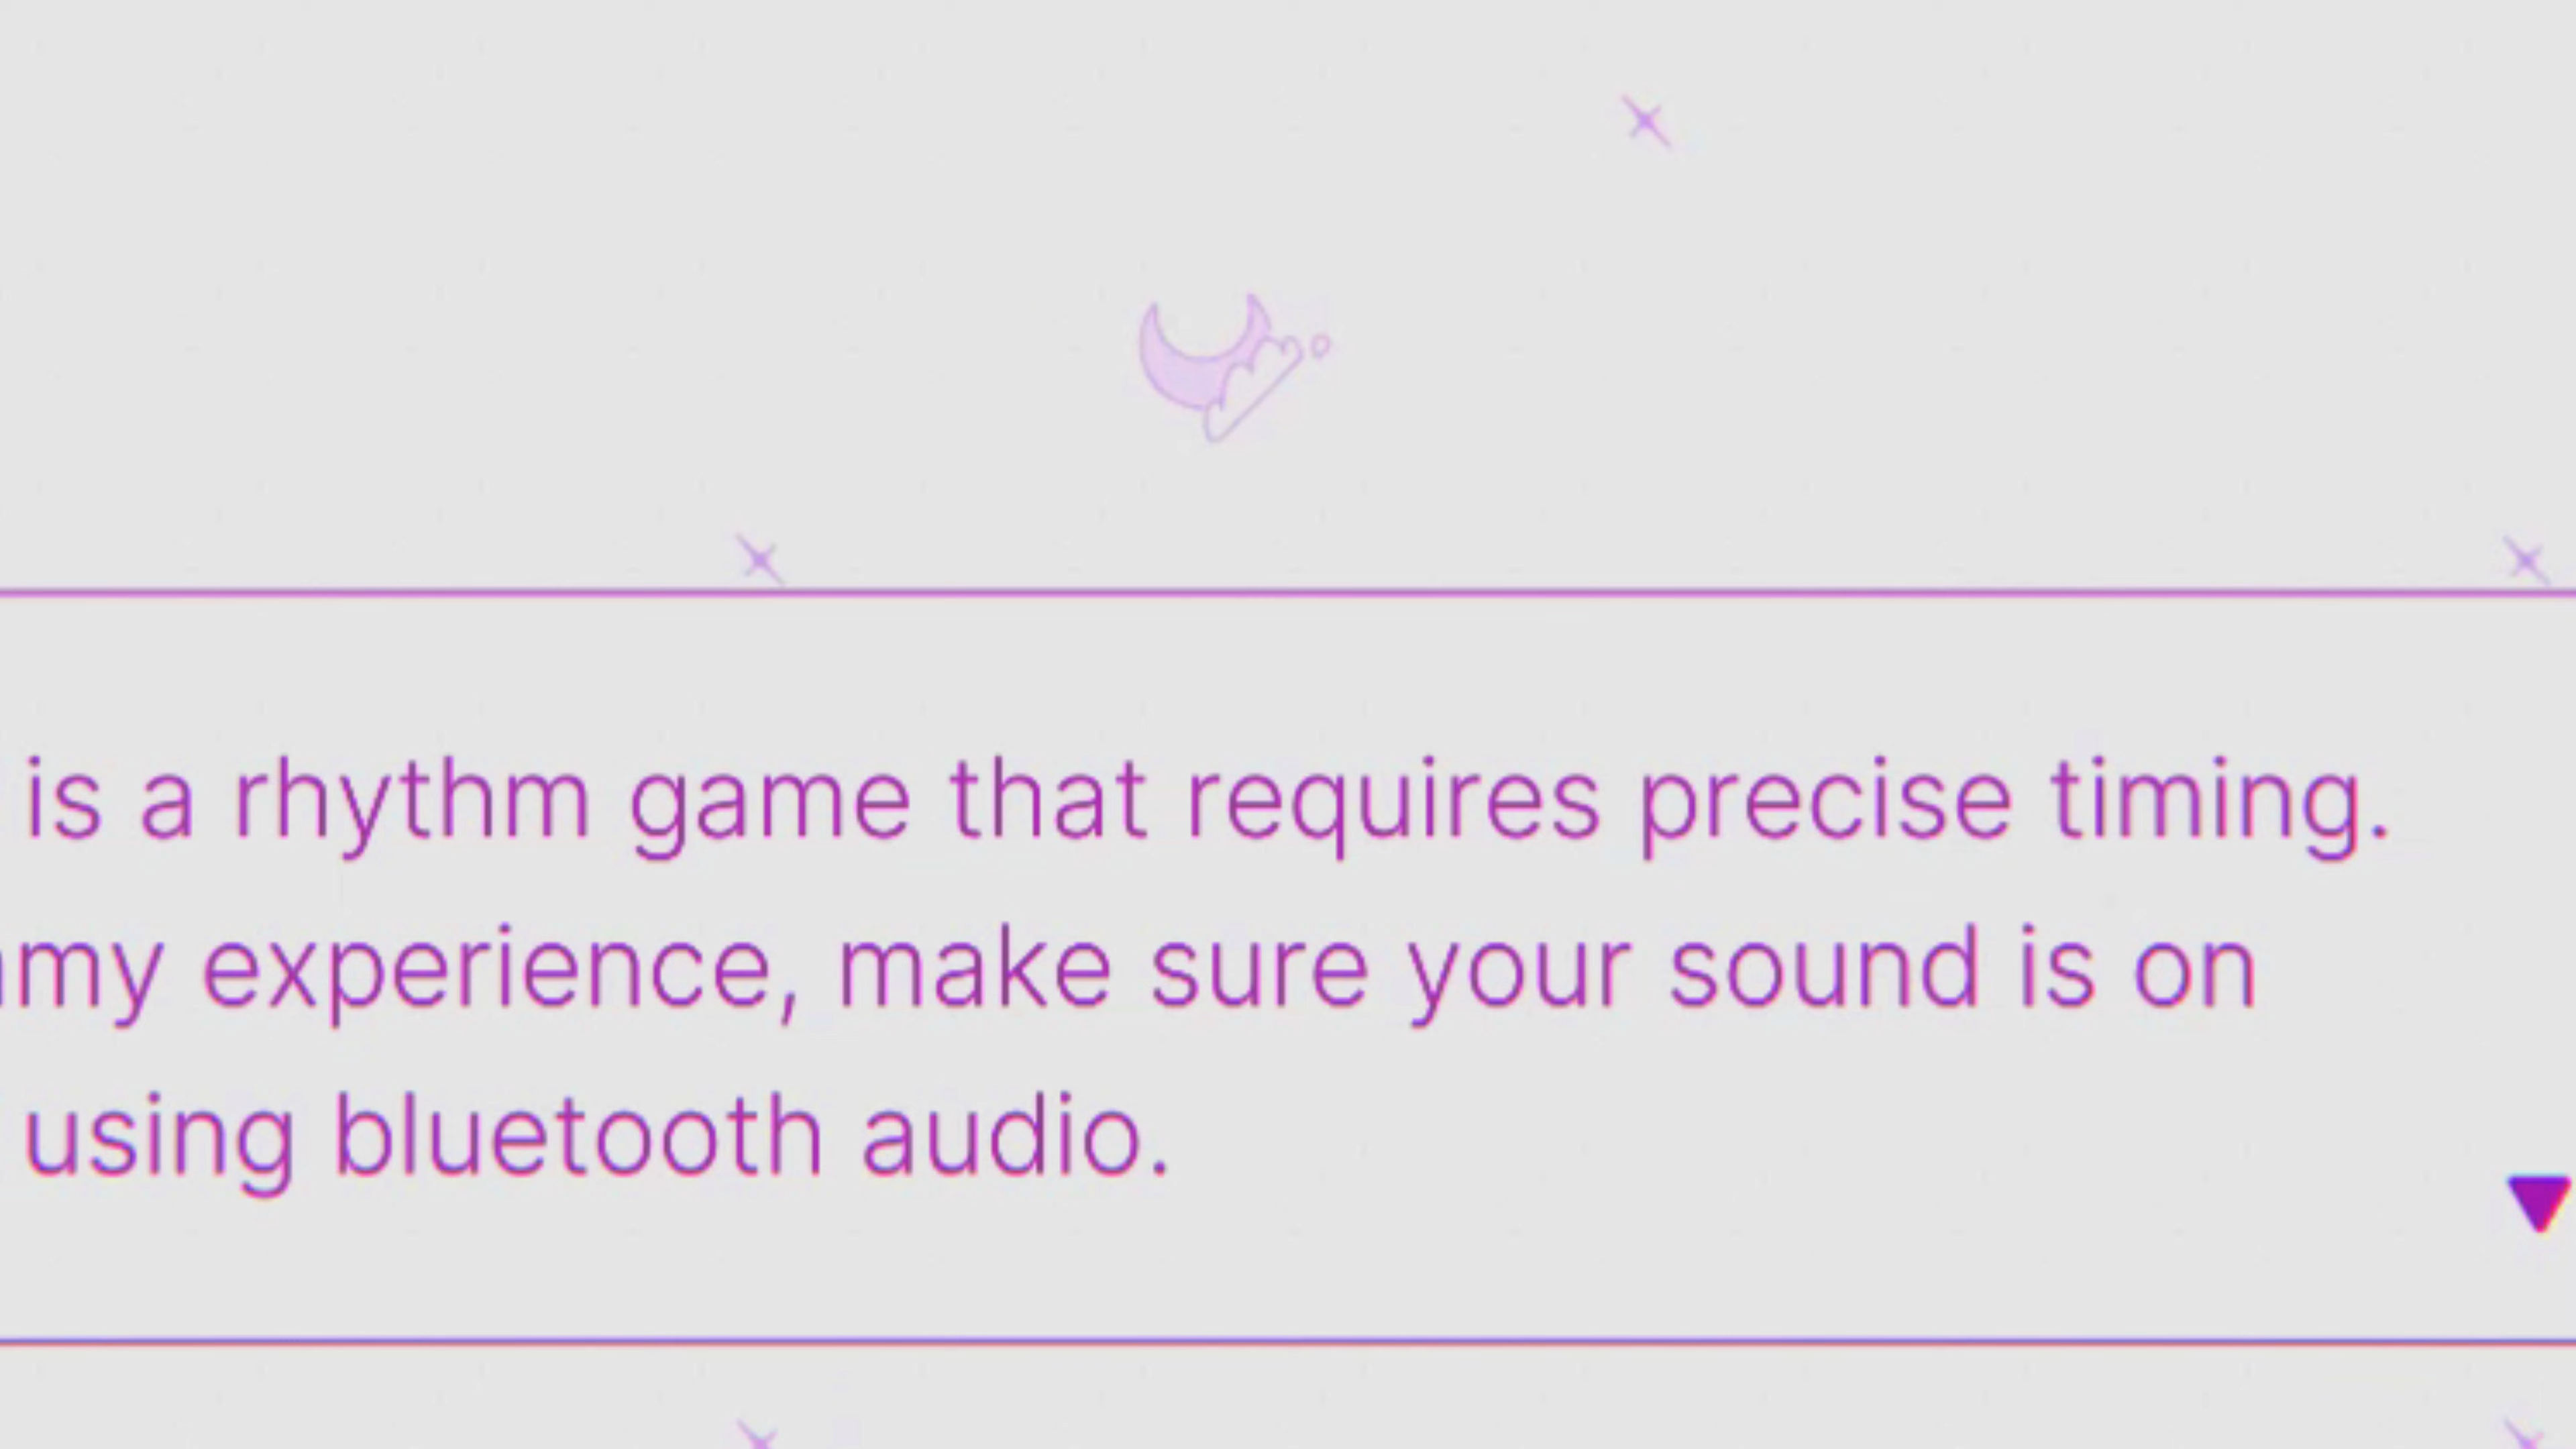 is a rhythm game that requires precise timing.
experience, make sure your sound is on
using bluetooth audio.